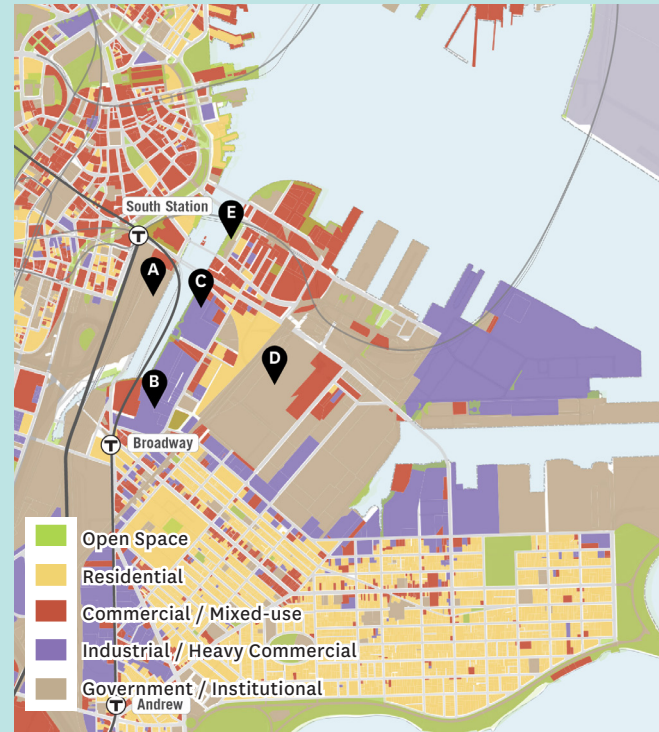 South Station
E
A
C
D
B
T
T
Broadway
Open Space
Residential
Commercial / Mixed-use
Industrial / Heavy Commercial
Government / Institutional
T
Andrew